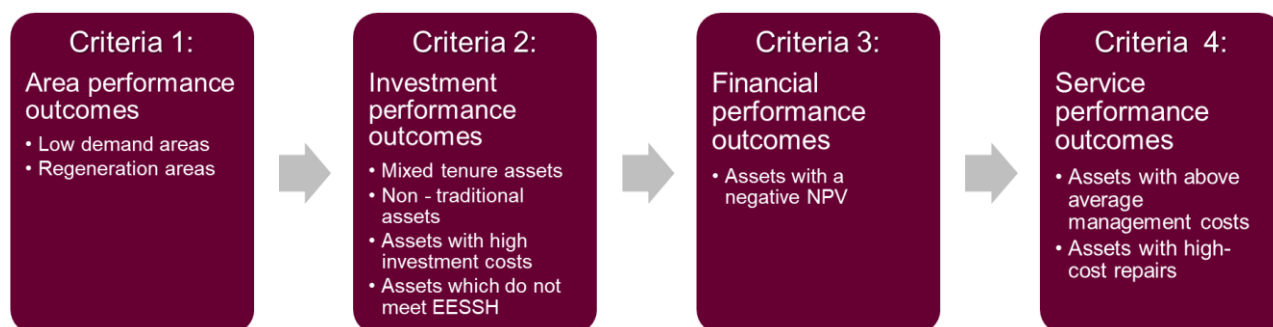 Criteria 1:
Area performance
outcomes
• Low demand areas
• Regeneration areas
Criteria 2:
Investment
performance
outcomes
• Mixed tenure assets
• Non - traditional
assets
• Assets with high
investment costs
• Assets which do not
meet EESSH
Criteria 3:
Financial
performance
outcomes
• Assets with a
negative NPV
Criteria  4:
Service
performance
outcomes
• Assets with above
average
management costs
• Assets with high-
cost repairs